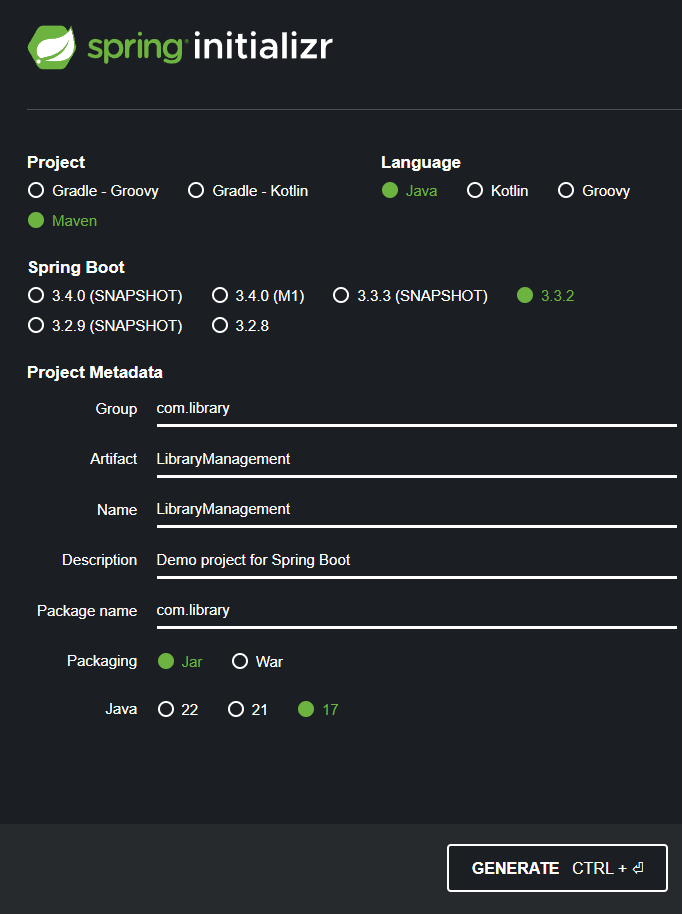 spring initializr
Project
Language
Gradle - Groovy
Gradle - Kotlin
Java
Kotlin
Groovy
Maven
Spring Boot
3.4.0 (SNAPSHOT)
3.4.0 (M1)
3.3.3 (SNAPSHOT)
3.3.2
3.2.9 (SNAPSHOT)
3.2.8
Project Metadata
Group com.library
Artifact LibraryManagement
Name LibraryManagement
Description Demo project for Spring Boot
Package name com.library
Packaging Jar War
Java 22 21 17
GENERATE CTRL + ⏎